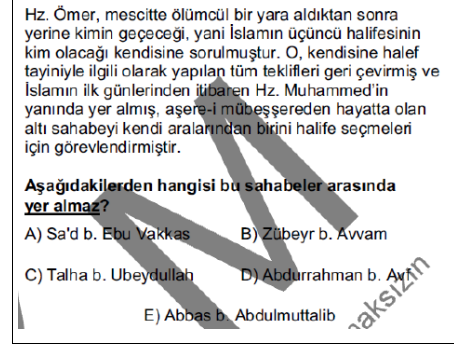 Hz. Ömer, mescitte ölümcül bir yara aldıktan sonra
yerine kimin geçeceği, yani İslamın üçüncü halifesinin
kim olacağı kendisine sorulmuştur. O, kendisine halef
tayiniyle ilgili olarak yapılan tüm teklifleri geri çevirmiş ve
İslamın ilk günlerinden itibaren Hz. Muhammed'in
yanında yer almış, aşere-i mübeşşereden hayatta olan
altı sahabeyi kendi aralarından birini halife seçmeleri
için görevlendirmiştir.
Aşağıdakilerden hangisi bu sahabeler arasında
yer almaz?
A) Sa'd b. Ebu Vakkas B) Zübeyr b. Avvam
C) Talha b. Ubeydullah D) Abdurrahman b. Avf
E) Abbas b. Abdulmuttalib